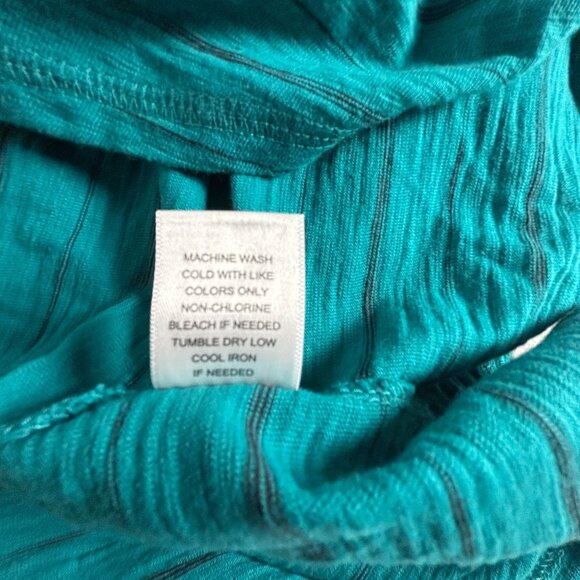 MACHINE WASH
COLD WITH LIKE
COLORS ONLY
NON-CHLORINE
BLEACH IF NEEDED
TUMBLE DRY LOW
COOL IRON
IF NEEDED